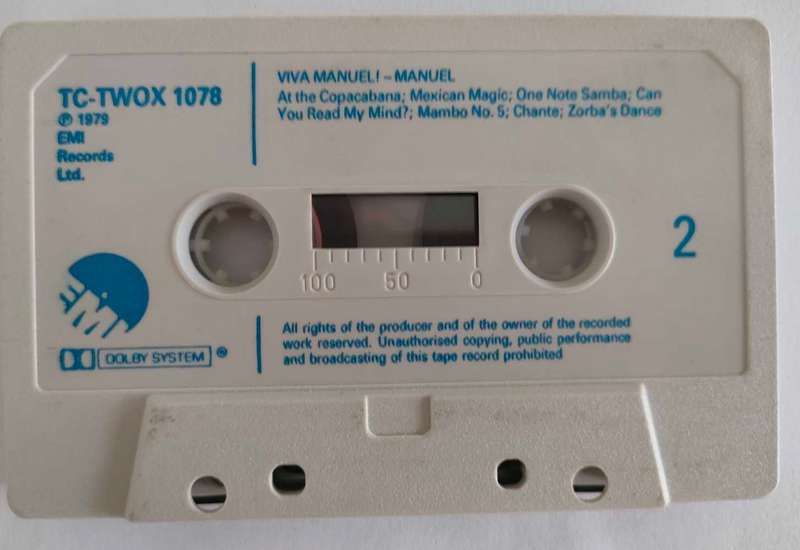 TC-TWOX 1078
℗ 1979
EMI
Records
Ltd.
VIVA MANUEL! – MANUEL
At the Copacabana; Mexican Magic; One Note Samba; Can
You Read My Mind?; Mambo No. 5; Chante; Zorba's Dance
2
100 50 0
EMI
DOLBY SYSTEM ®
All rights of the producer and of the owner of the recorded
work reserved. Unauthorised copying, public performance
and broadcasting of this tape record prohibited